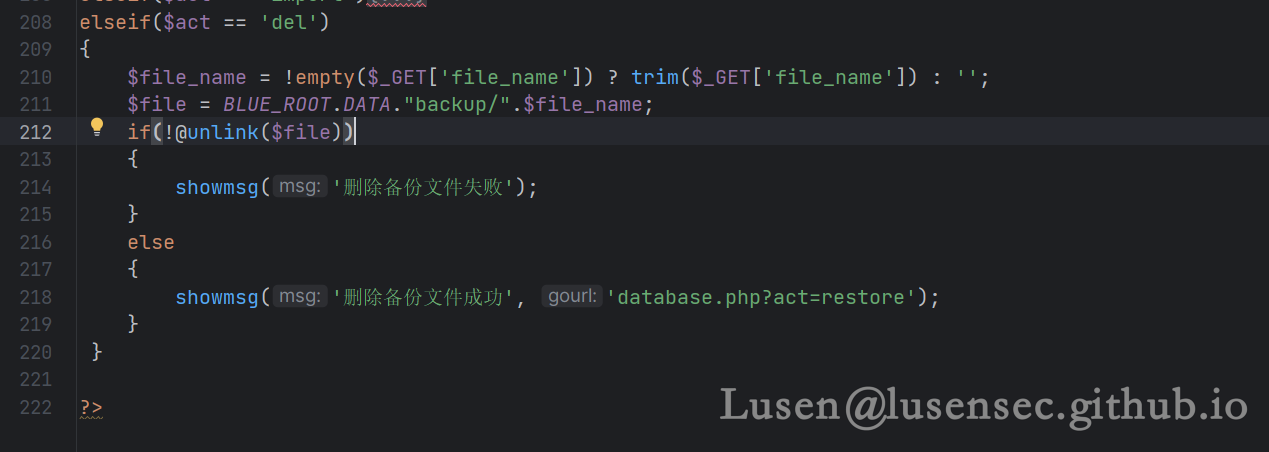 208 elseif($act == 'del')
209 {
210 $file_name = !empty($_GET['file_name']) ? trim($_GET['file_name']) : '';
211 $file = BLUE_ROOT.DATA."backup/".$file_name;
212 if(!@unlink($file))
213 {
214 showmsg( msg: '删除备份文件失败');
215 }
216 else
217 {
218 showmsg( msg: '删除备份文件成功', gourl: 'database.php?act=restore');
219 }
220 }
221
222 ?>
Lusen@lusensec.github.io